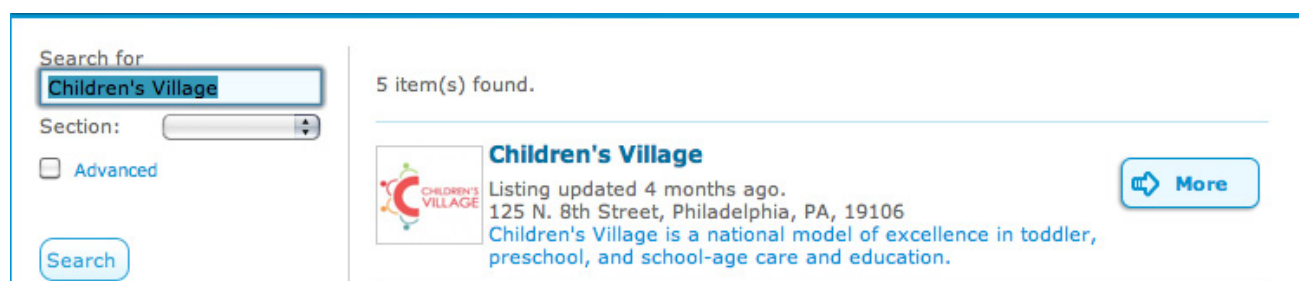 Search for
Children's Village
Section:
Advanced
Search
5 item(s) found.
CHILDREN'S
VILLAGE
Children's Village
Listing updated 4 months ago.
125 N. 8th Street, Philadelphia, PA, 19106
Children's Village is a national model of excellence in toddler,
preschool, and school-age care and education.
More